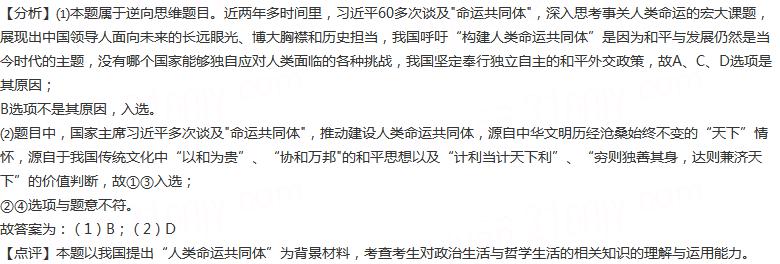 【分析】⑴本题属于逆向思维题目。近两年多时间里，习近平60多次谈及"命运共同体"，深入思考事关人类命运的宏大课题，
展现出中国领导人面向未来的长远眼光、博大胸襟和历史担当，我国呼吁“构建人类命运共同体”是因为和平与发展仍然是当
今时代的主题，没有哪个国家能够独自应对人类面临的各种挑战，我国坚定奉行独立自主的和平外交政策，故A、C、D选项是
其原因；
B选项不是其原因，入选。
⑵题目中，国家主席习近平多次谈及"命运共同体"，推动建设人类命运共同体，源自中华文明历经沧桑始终不变的“天下”情
怀，源自于我国传统文化中“以和为贵”、“协和万邦"的和平思想以及“计利当计天下利”、“穷则独善其身，达则兼济天
下”的价值判断，故①③入选；
②④选项与题意不符。
故答案为：（1）B；（2）D
【点评】本题以我国提出“人类命运共同体”为背景材料，考查考生对政治生活与哲学生活的相关知识的理解与运用能力。